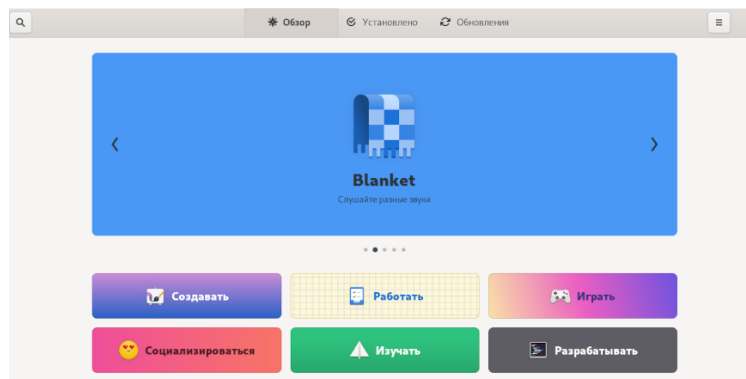 Обзор
Установлено
Обновления
Blanket
Слушайте разные звуки
Создавать
Работать
Играть
Социализироваться
Изучать
Разрабатывать